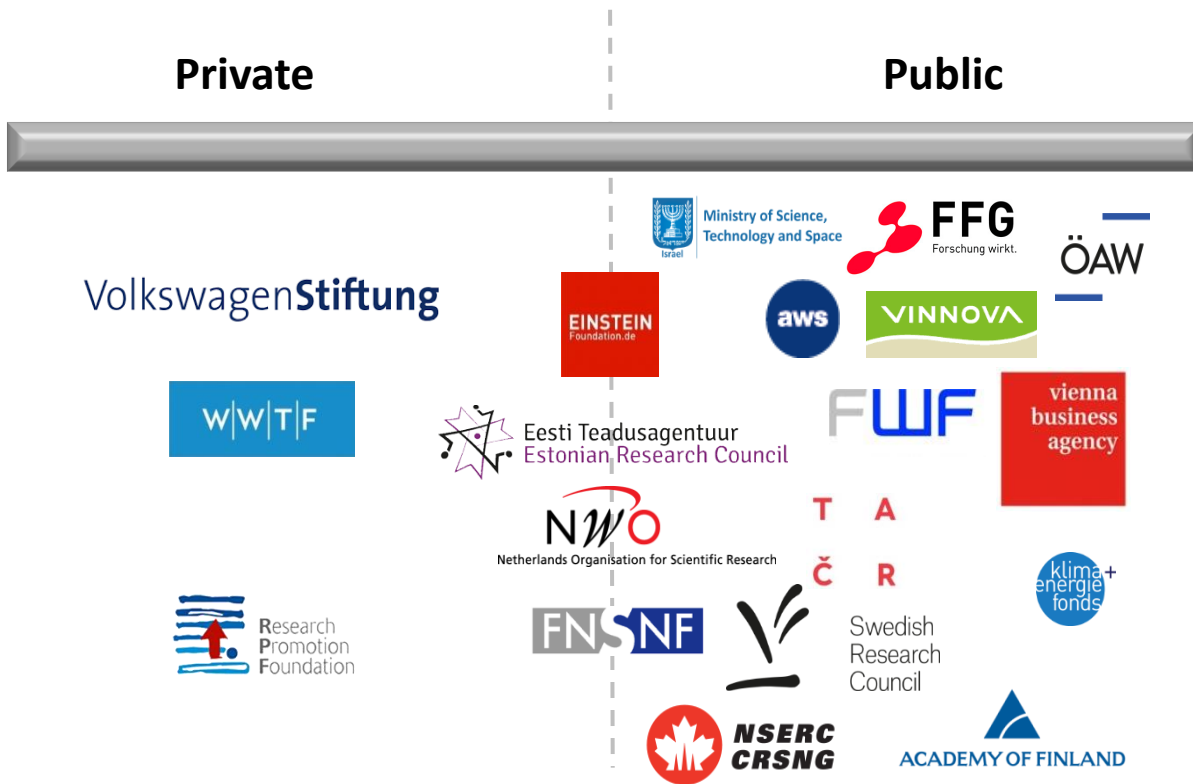 Private
Public
Ministry of Science,
Technology and Space
Israel
FFG
Forschung wirkt.
ÖAW
VolkswagenStiftung
EINSTEIN
Foundation.de
aws
VINNOVA
W|W|T|F
Eesti Teadusagentuur
Estonian Research Council
FWF
vienna
business
agency
NWO
Netherlands Organisation for Scientific Research
T A
Č R
klima+
energie
fonds
Research
Promotion
Foundation
FNSNF
Swedish
Research
Council
NSERC
CRSNG
ACADEMY OF FINLAND